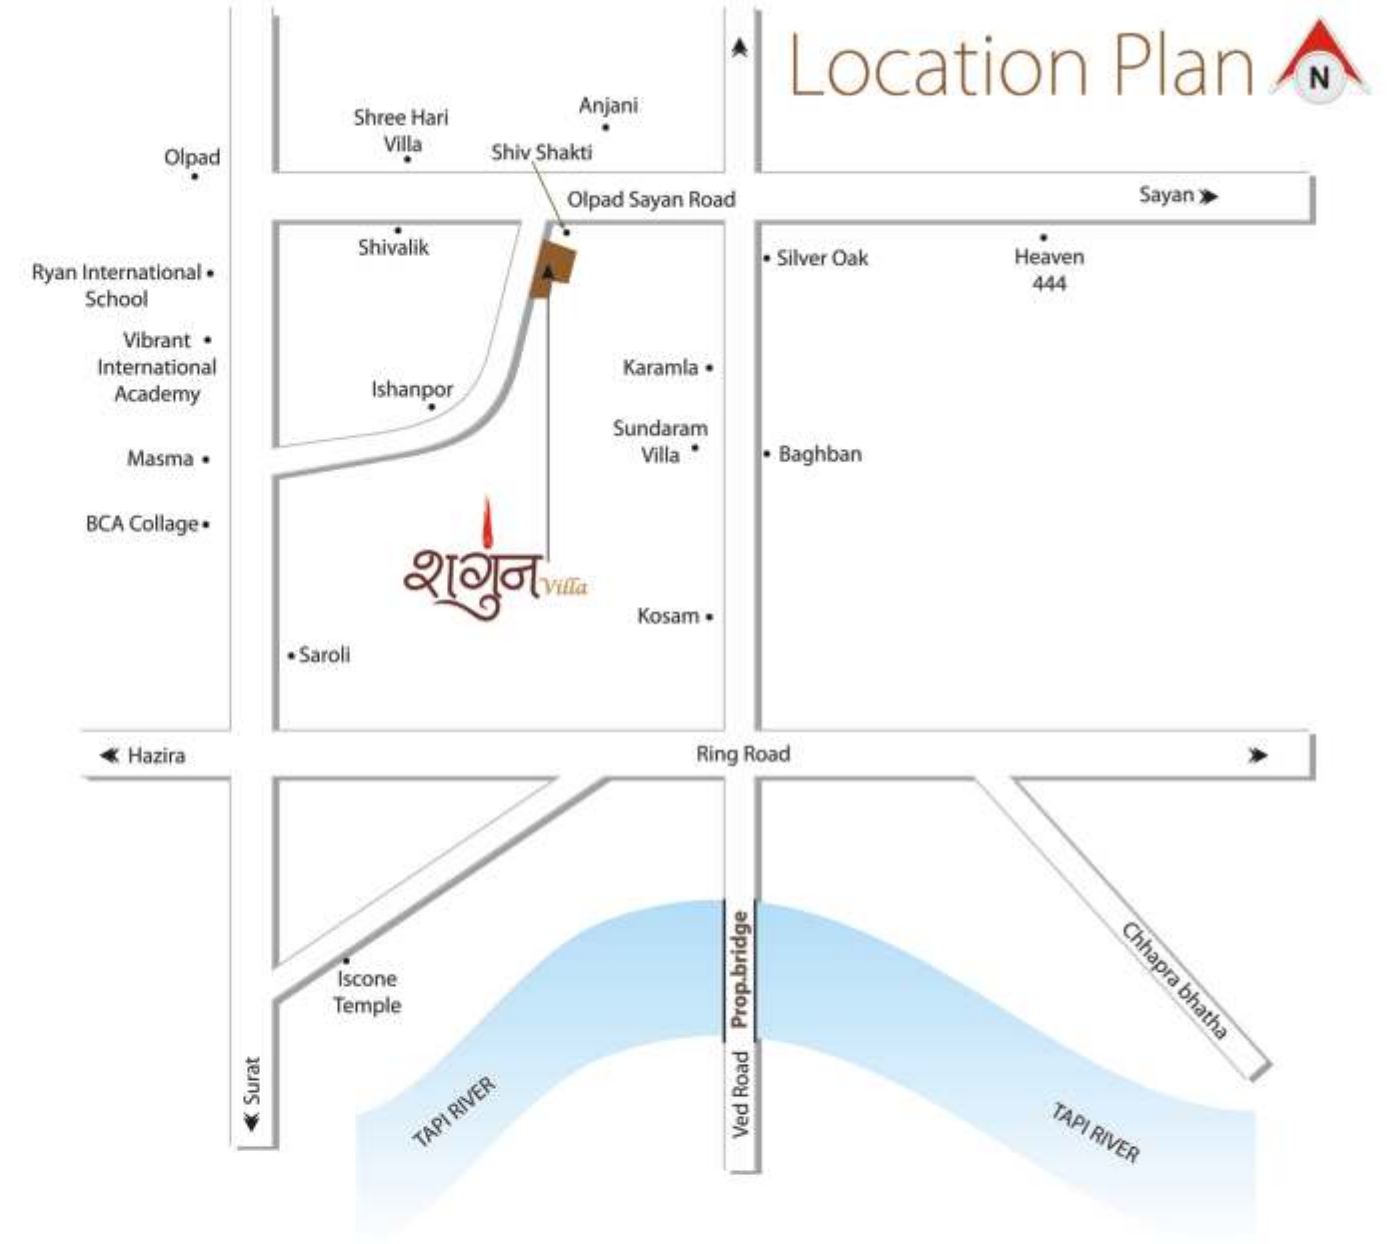 Location Plan
N
Anjani
Shree Hari
Villa
Shiv Shakti
Olpad
Olpad Sayan Road
Sayan
Shivalik
Silver Oak
Heaven
444
Ryan International
School
Vibrant
International
Academy
Karamla
Ishanpor
Sundaram
Villa
Baghban
Masma
BCA Collage
शगुन
Villa
Kosam
Saroli
Hazira
Ring Road
Prop.bridge
Chhapra bhatha
Iscone
Temple
Surat
Ved Road
TAPI RIVER
TAPI RIVER